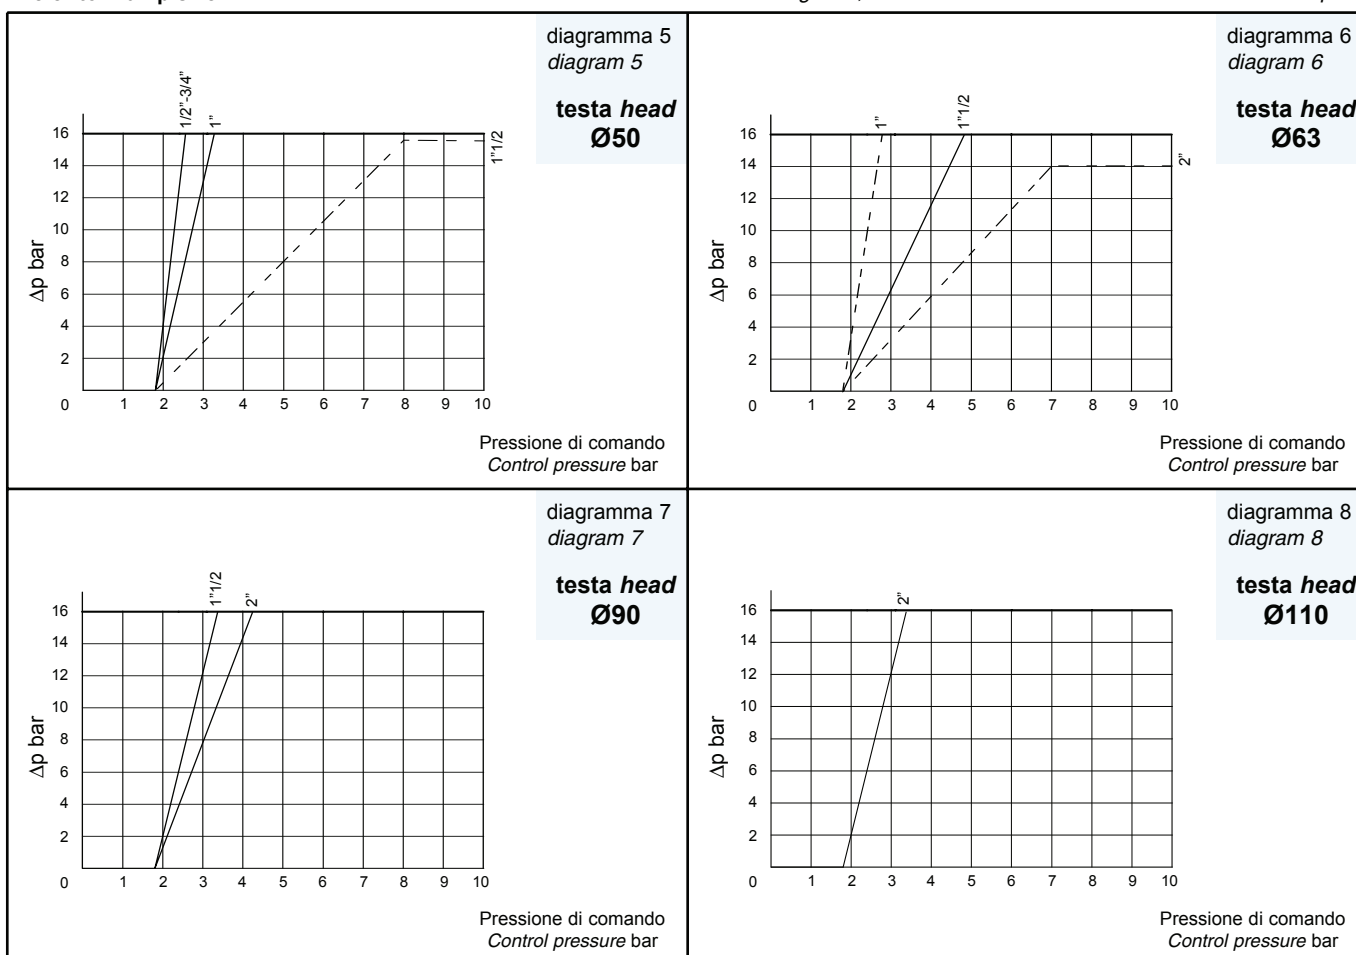 diagramma 5
diagram 5
testa head
Ø50
1/2"-3/4"
1"
1"1/2
16
14
12
10
8
6
4
2
0
1 2 3 4 5 6 7 8 9 10
Δp bar
Pressione di comando
Control pressure bar
diagramma 6
diagram 6
testa head
Ø63
1"
1"1/2
2"
16
14
12
10
8
6
4
2
0
1 2 3 4 5 6 7 8 9 10
Δp bar
Pressione di comando
Control pressure bar
diagramma 7
diagram 7
testa head
Ø90
1"1/2
2"
16
14
12
10
8
6
4
2
0
1 2 3 4 5 6 7 8 9 10
Δp bar
Pressione di comando
Control pressure bar
diagramma 8
diagram 8
testa head
Ø110
2"
16
14
12
10
8
6
4
2
0
1 2 3 4 5 6 7 8 9 10
Δp bar
Pressione di comando
Control pressure bar